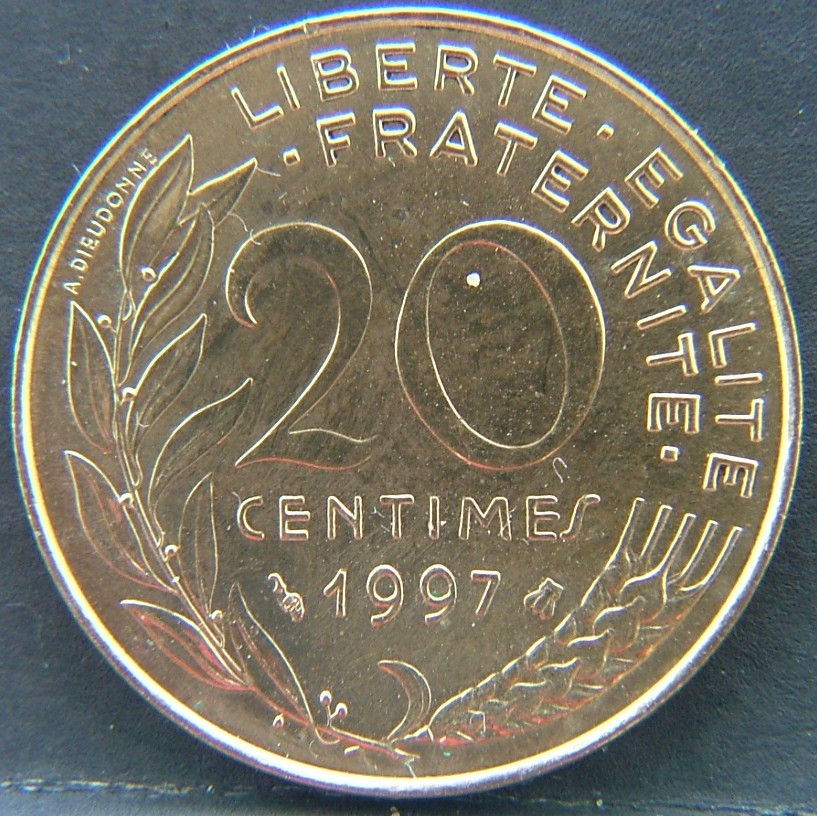 LIBERTE · EGALITE
· FRATERNITE ·
A. DIEUDONNE
20
CENTIMES
1997